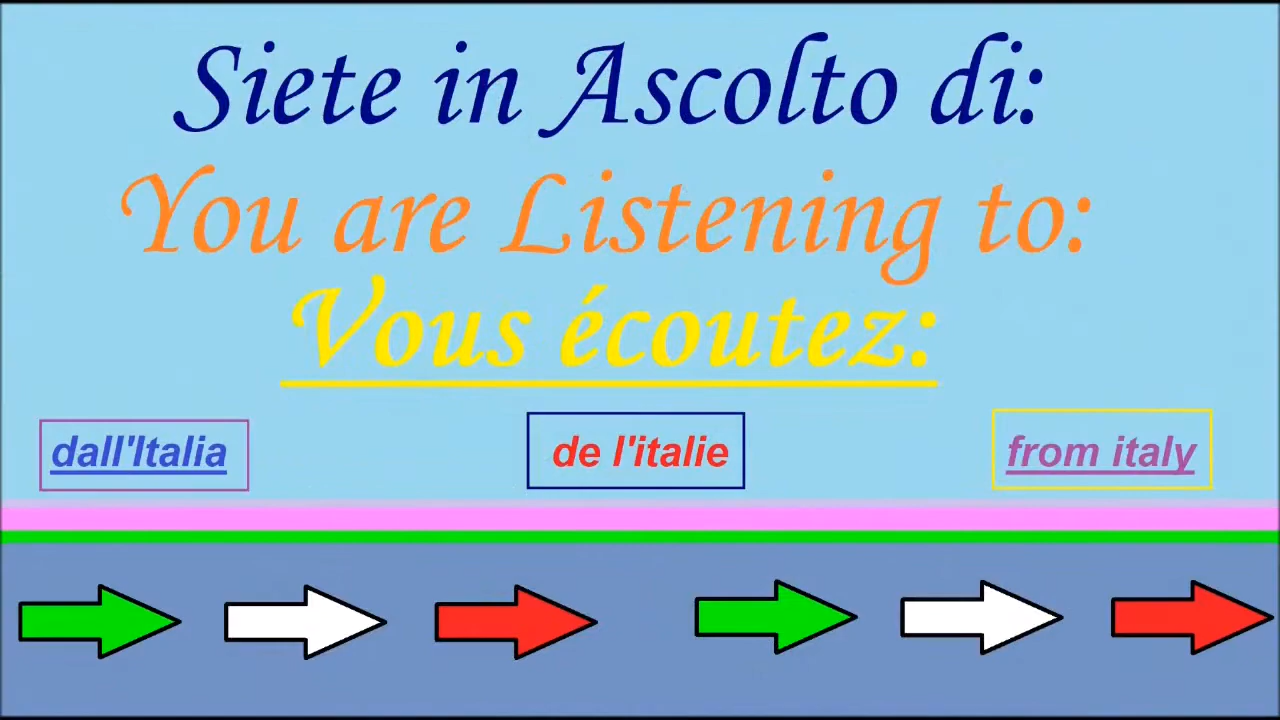 Siete in Ascolto di:
You are Listening to:
Vous écoutez:
dall'Italia
de l'italie
from italy